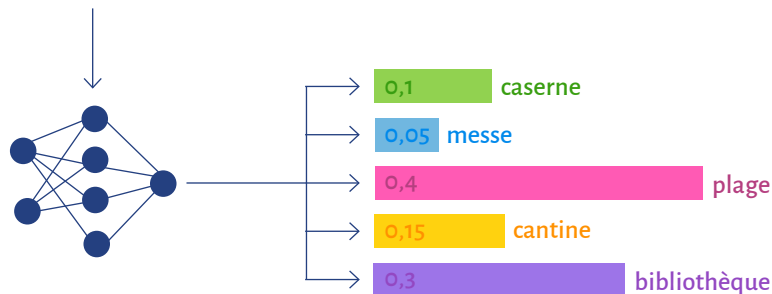 0,1 caserne
0,05 messe
0,4 plage
0,15 cantine
0,3 bibliothèque